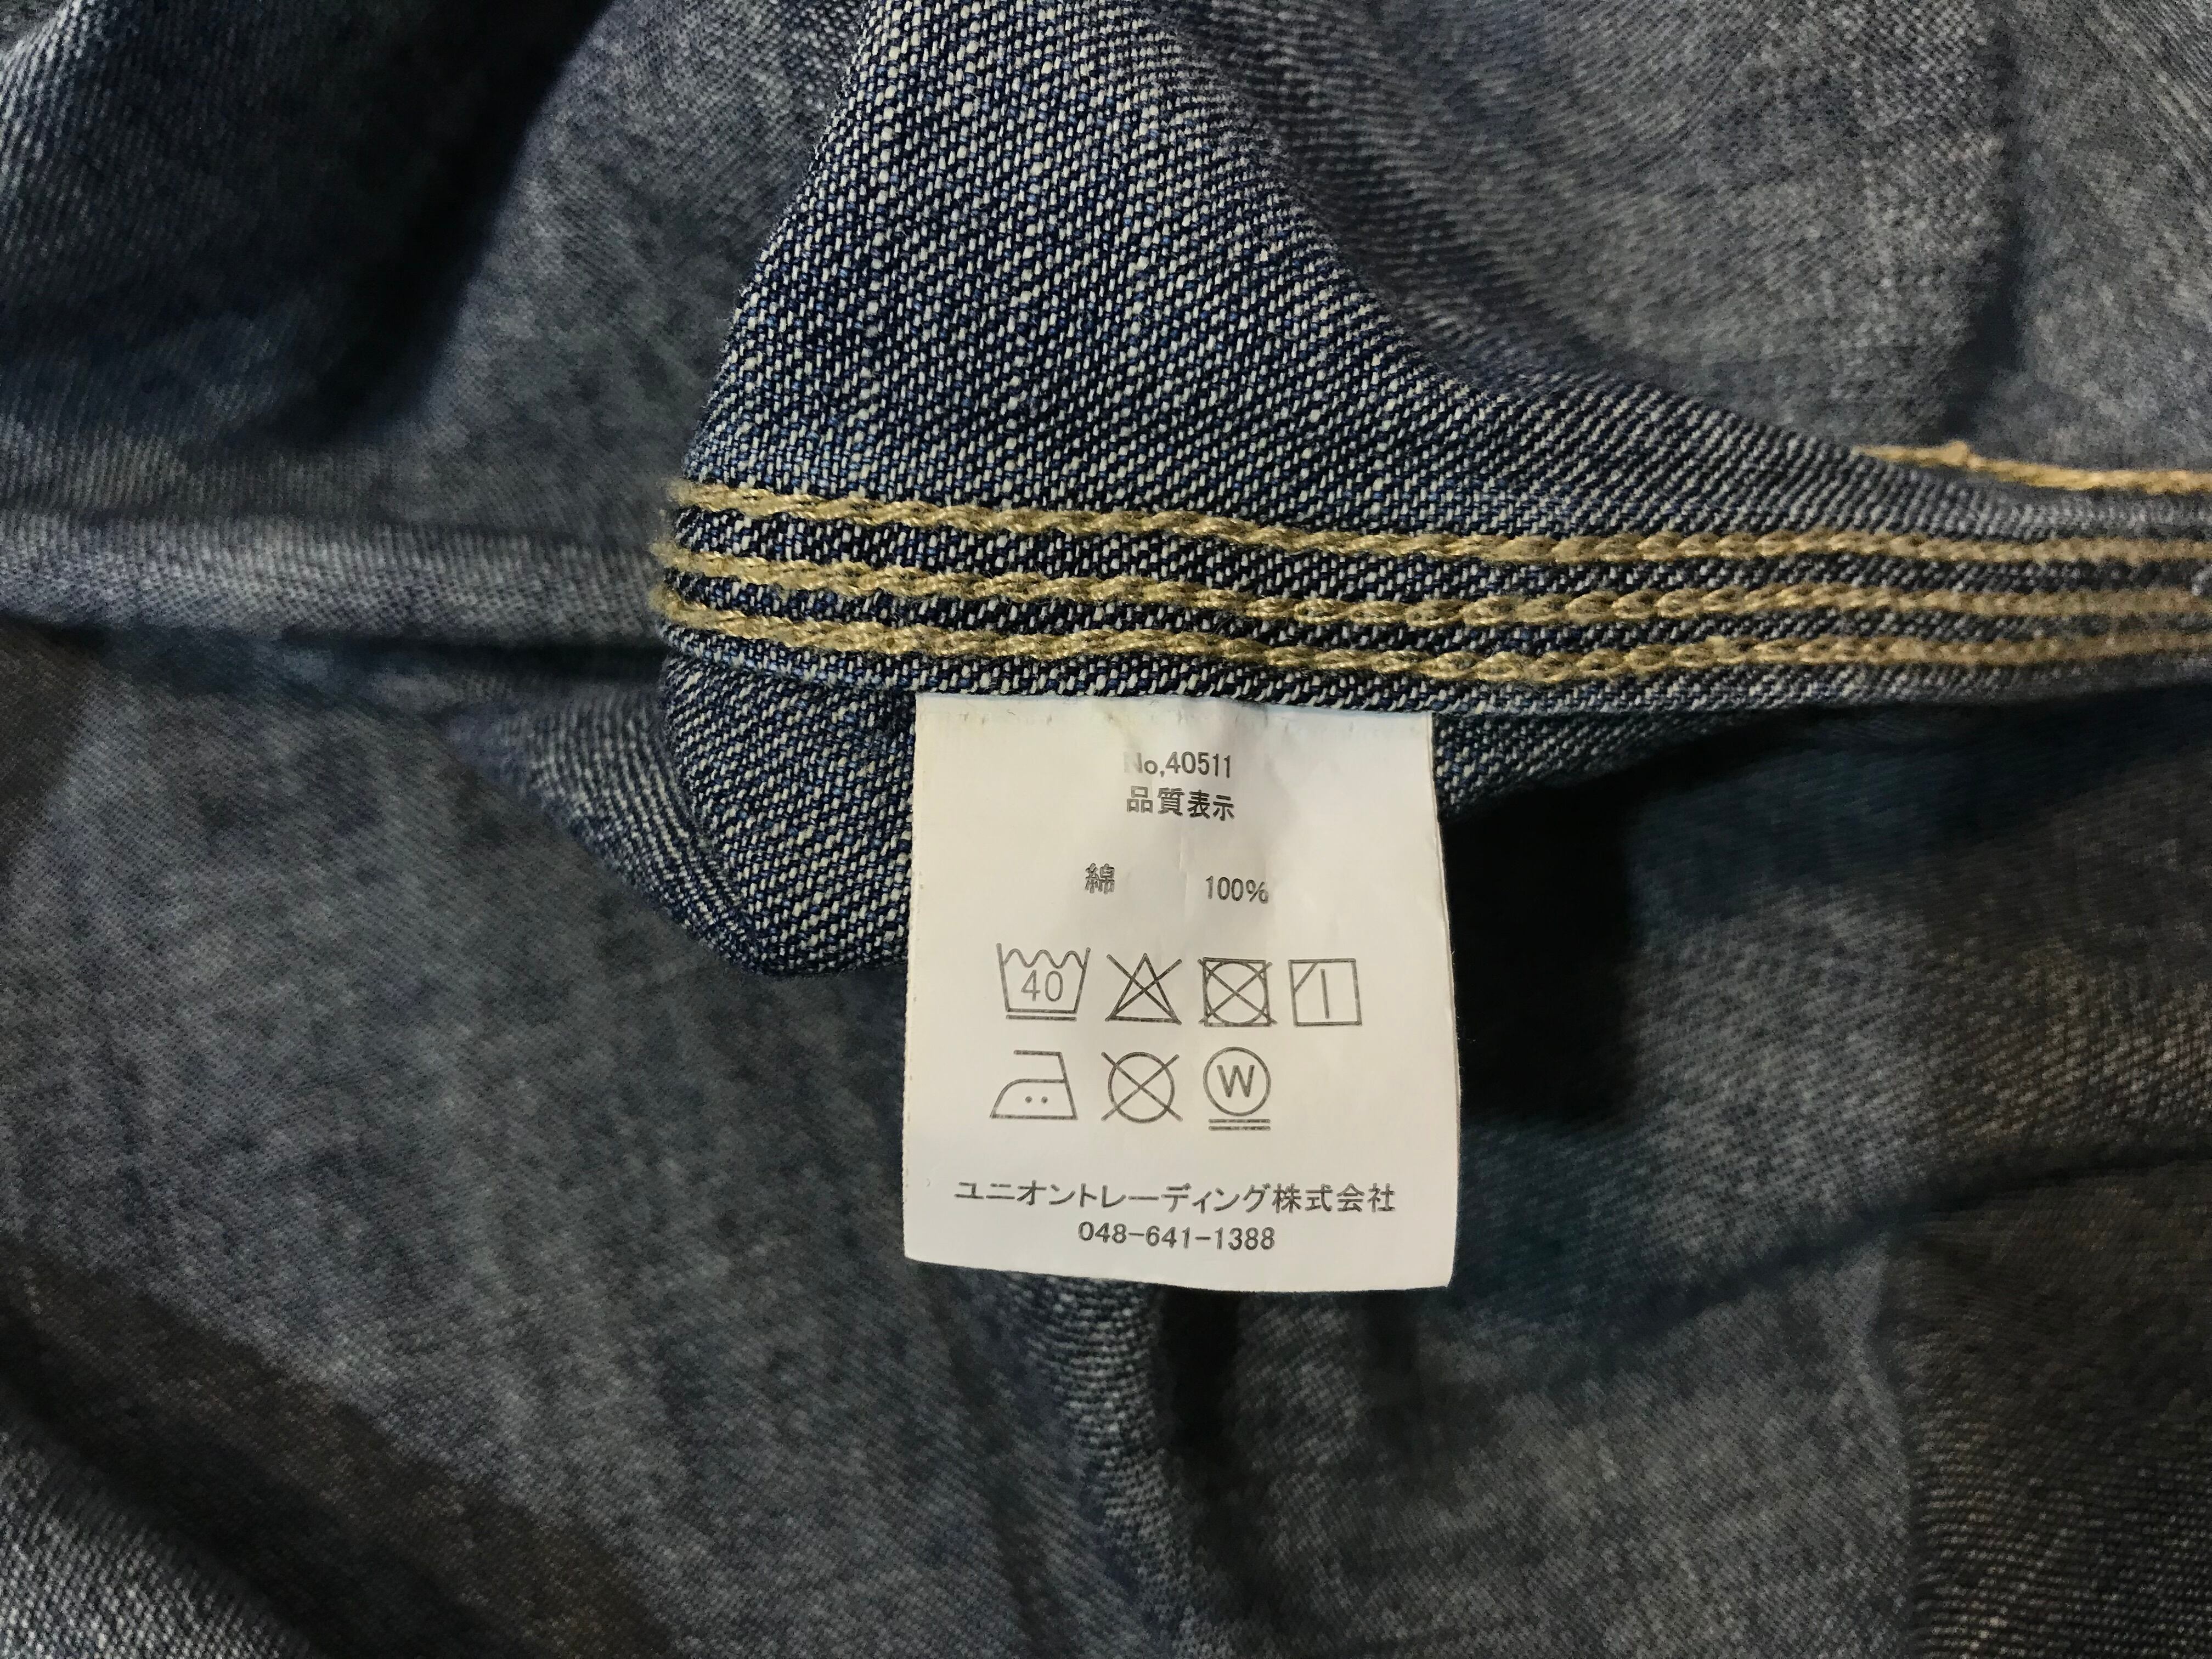 No,40511
品質表示
綿 100%
40
W
ユニオントレーディング株式会社
048-641-1388